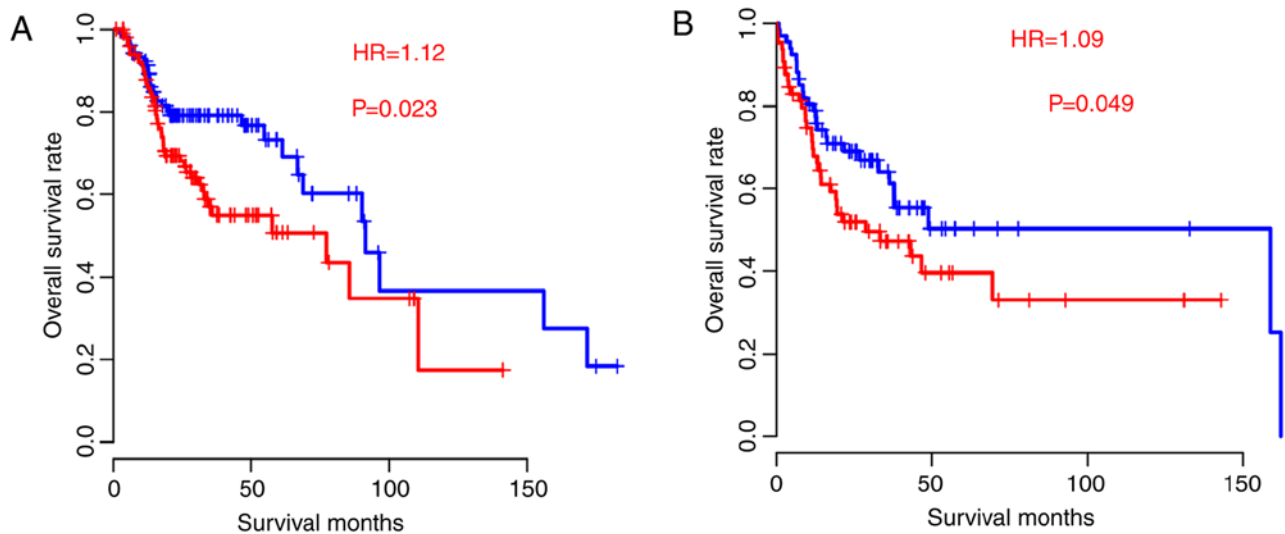 A
HR=1.12
P=0.023
Overall survival rate
1.0
0.8
0.6
0.4
0.2
0.0
0
50
100
150
Survival months
B
HR=1.09
P=0.049
Overall survival rate
1.0
0.8
0.6
0.4
0.2
0.0
0
50
100
150
Survival months